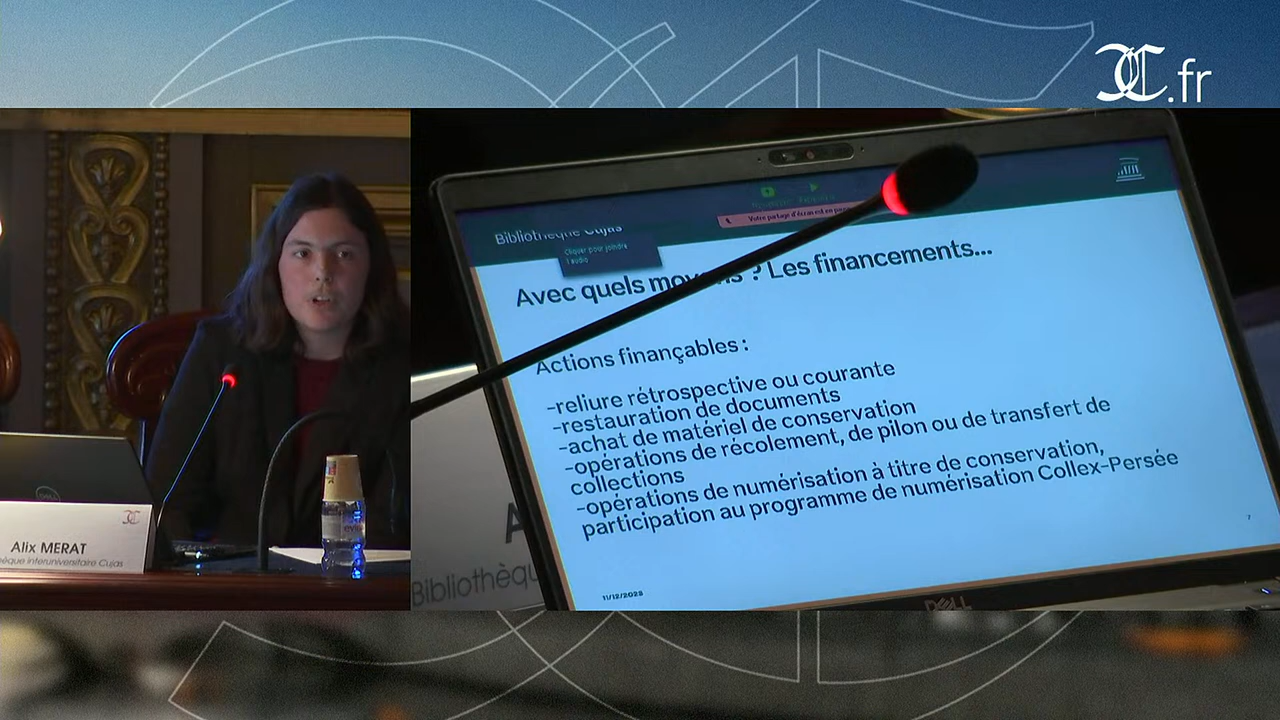 .fr
Bibliothèque Cujas
Votre partage d'écran est en
Cliquer pour joindre
l'audio
Avec quels moyens ? Les financements...
Actions finançables :
-reliure rétrospective ou courante
-restauration de documents
-achat de matériel de conservation
-opérations de récolement, de pilon ou de transfert de
collections
-opérations de numérisation à titre de conservation,
participation au programme de numérisation Collex-Persée
7
11/12/2023
DELL
Alix MERAT
èque interuniversitaire Cujas
Bibliothèqu